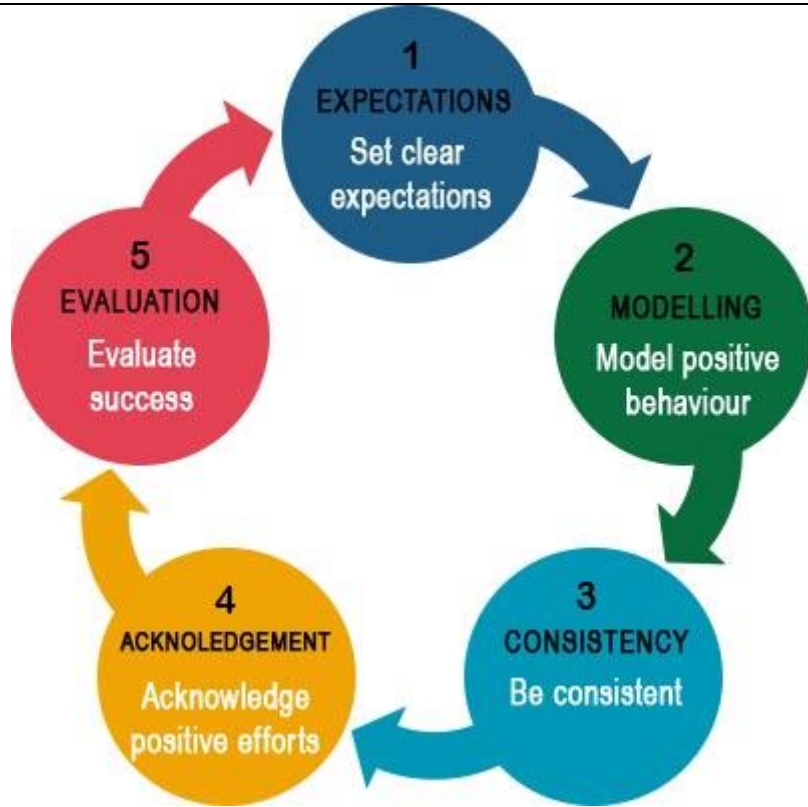 1
EXPECTATIONS
Set clear
expectations
2
MODELLING
Model positive
behaviour
3
CONSISTENCY
Be consistent
4
ACKNOLEDGEMENT
Acknowledge
positive efforts
5
EVALUATION
Evaluate
success